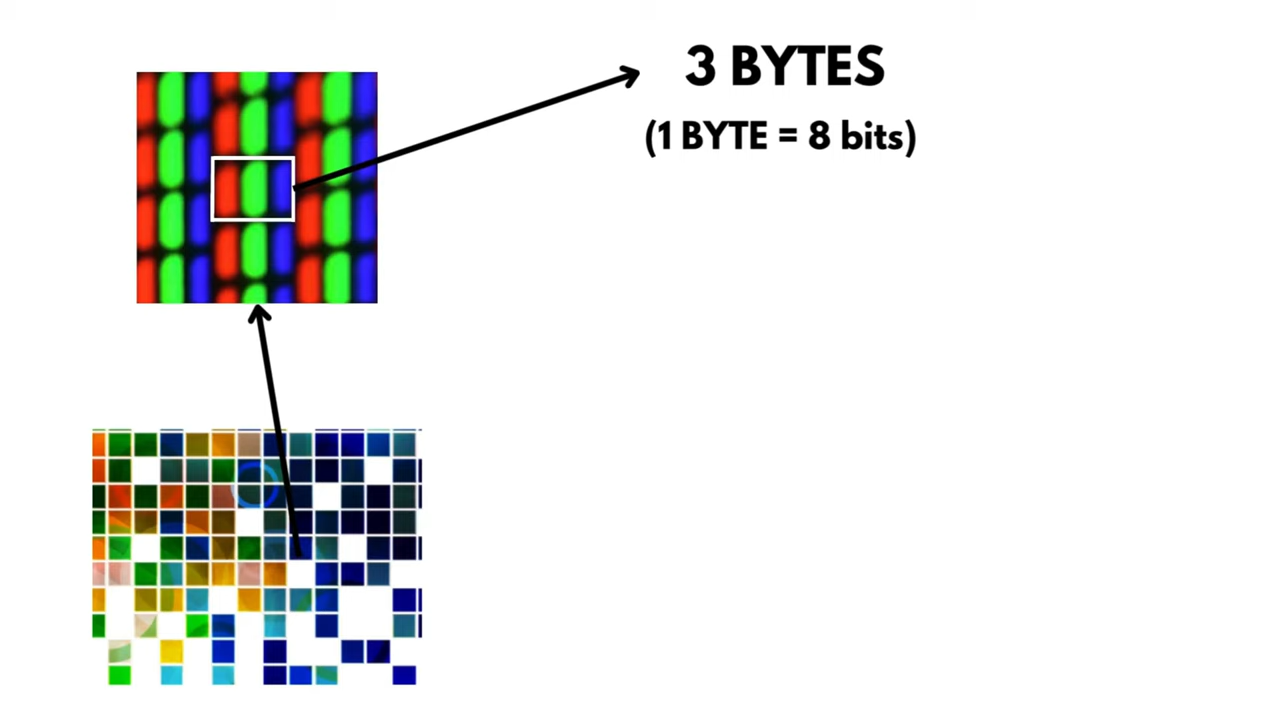 3 BYTES
(1 BYTE = 8 bits)